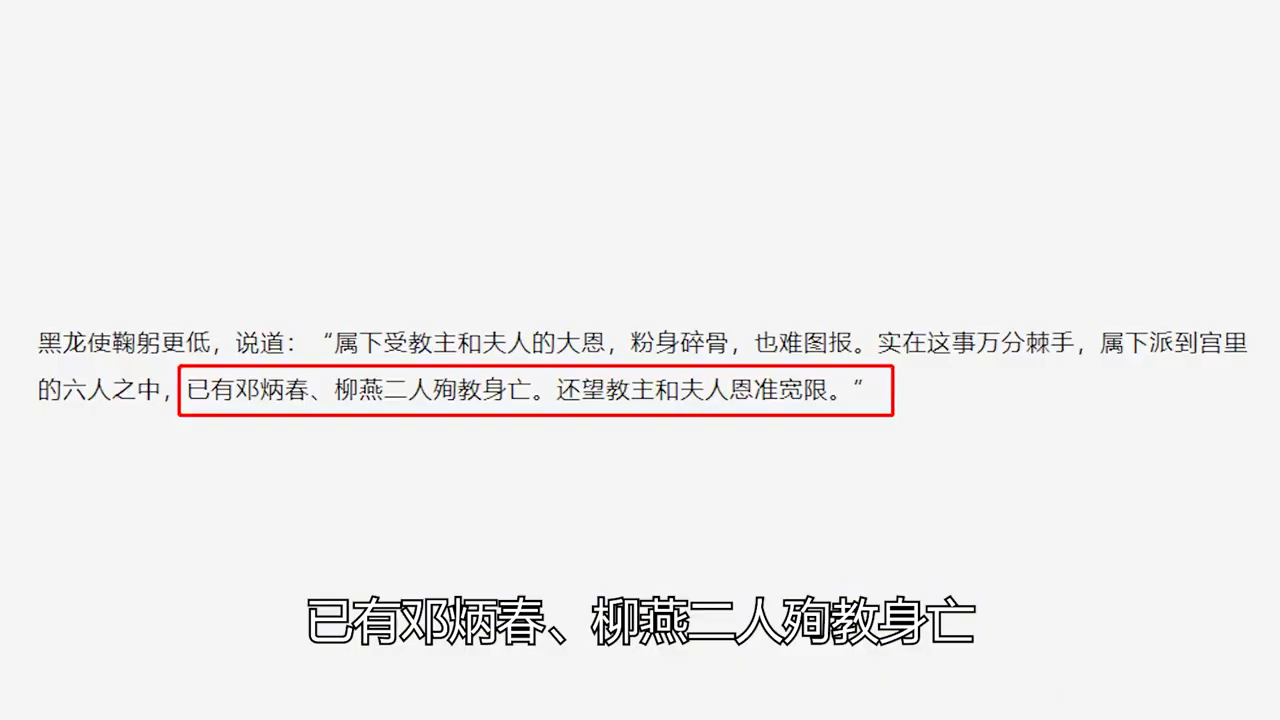 黑龙使鞠躬更低，说道：“属下受教主和夫人的大恩，粉身碎骨，也难图报。实在这事万分棘手，属下派到宫里
的六人之中，已有邓炳春、柳燕二人殉教身亡。还望教主和夫人恩准宽限。”
已有邓炳春、柳燕二人殉教身亡